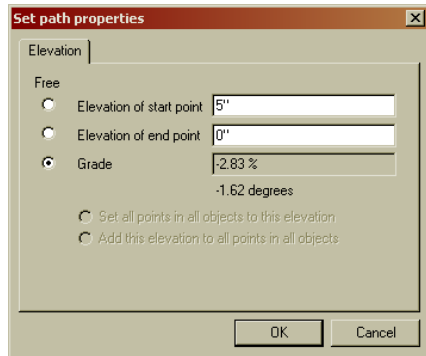 Set path properties
Elevation
Free
Elevation of start point 5"
Elevation of end point 0"
Grade -2.83 %
-1.62 degrees
Set all points in all objects to this elevation
Add this elevation to all points in all objects
OK Cancel